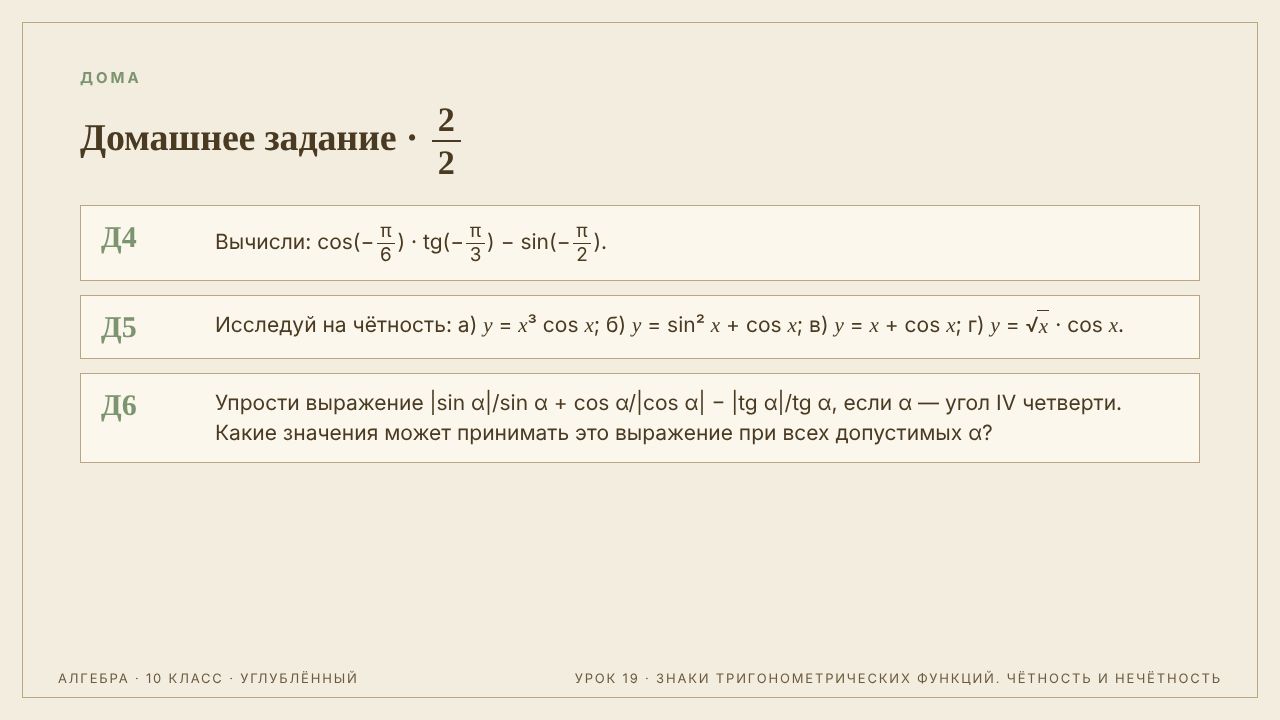 ДОМА
Домашнее задание · 2/2
Д4
Вычисли: cos(−π/6) · tg(−π/3) − sin(−π/2).
Д5
Исследуй на чётность: а) y = x³ cos x; б) y = sin² x + cos x; в) y = x + cos x; г) y = √x · cos x.
Д6
Упрости выражение |sin α|/sin α + cos α/|cos α| − |tg α|/tg α, если α — угол IV четверти.
Какие значения может принимать это выражение при всех допустимых α?
АЛГЕБРА · 10 КЛАСС · УГЛУБЛЁННЫЙ
УРОК 19 · ЗНАКИ ТРИГОНОМЕТРИЧЕСКИХ ФУНКЦИЙ. ЧЁТНОСТЬ И НЕЧЁТНОСТЬ